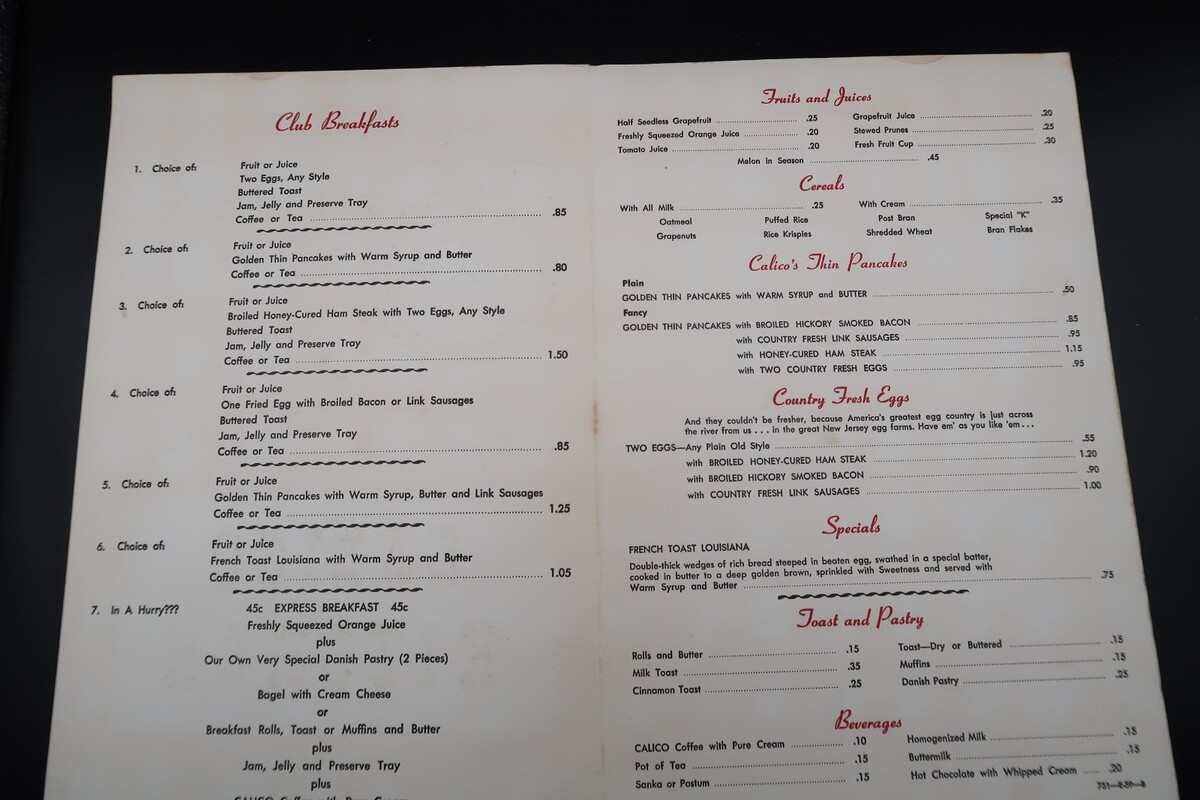 Club Breakfasts
1. Choice of: Fruit or Juice
Two Eggs, Any Style
Buttered Toast
Jam, Jelly and Preserve Tray
Coffee or Tea .85
2. Choice of: Fruit or Juice
Golden Thin Pancakes with Warm Syrup and Butter
Coffee or Tea .80
3. Choice of: Fruit or Juice
Broiled Honey-Cured Ham Steak with Two Eggs, Any Style
Buttered Toast
Jam, Jelly and Preserve Tray
Coffee or Tea 1.50
4. Choice of: Fruit or Juice
One Fried Egg with Broiled Bacon or Link Sausages
Buttered Toast
Jam, Jelly and Preserve Tray
Coffee or Tea .85
5. Choice of: Fruit or Juice
Golden Thin Pancakes with Warm Syrup, Butter and Link Sausages
Coffee or Tea 1.25
6. Choice of: Fruit or Juice
French Toast Louisiana with Warm Syrup and Butter
Coffee or Tea 1.05
7. In A Hurry??? 45c EXPRESS BREAKFAST 45c
Freshly Squeezed Orange Juice
plus
Our Own Very Special Danish Pastry (2 Pieces)
or
Bagel with Cream Cheese
or
Breakfast Rolls, Toast or Muffins and Butter
plus
Jam, Jelly and Preserve Tray
plus
CALICO Coffee with Pure Cream
Fruits and Juices
Half Seedless Grapefruit .25 Grapefruit Juice .20
Freshly Squeezed Orange Juice .20 Stewed Prunes .25
Tomato Juice .20 Fresh Fruit Cup .30
Melon in Season .45
Cereals
With All Milk .25 With Cream .35
Oatmeal Puffed Rice Post Bran Special "K"
Grapenuts Rice Krispies Shredded Wheat Bran Flakes
Calico's Thin Pancakes
Plain
GOLDEN THIN PANCAKES with WARM SYRUP and BUTTER .50
Fancy
GOLDEN THIN PANCAKES with BROILED HICKORY SMOKED BACON .85
with COUNTRY FRESH LINK SAUSAGES .95
with HONEY-CURED HAM STEAK 1.15
with TWO COUNTRY FRESH EGGS .95
Country Fresh Eggs
And they couldn't be fresher, because America's greatest egg country is just across
the river from us . . . in the great New Jersey egg farms. Have em' as you like 'em . . .
TWO EGGS—Any Plain Old Style .55
with BROILED HONEY-CURED HAM STEAK 1.20
with BROILED HICKORY SMOKED BACON .90
with COUNTRY FRESH LINK SAUSAGES 1.00
Specials
FRENCH TOAST LOUISIANA
Double-thick wedges of rich bread steeped in beaten egg, swathed in a special batter,
cooked in butter to a deep golden brown, sprinkled with Sweetness and served with
Warm Syrup and Butter .75
Toast and Pastry
Rolls and Butter .15 Toast—Dry or Buttered .15
Milk Toast .35 Muffins .15
Cinnamon Toast .25 Danish Pastry .25
Beverages
CALICO Coffee with Pure Cream .10 Homogenized Milk .15
Pot of Tea .15 Buttermilk .15
Sanka or Postum .15 Hot Chocolate with Whipped Cream .20